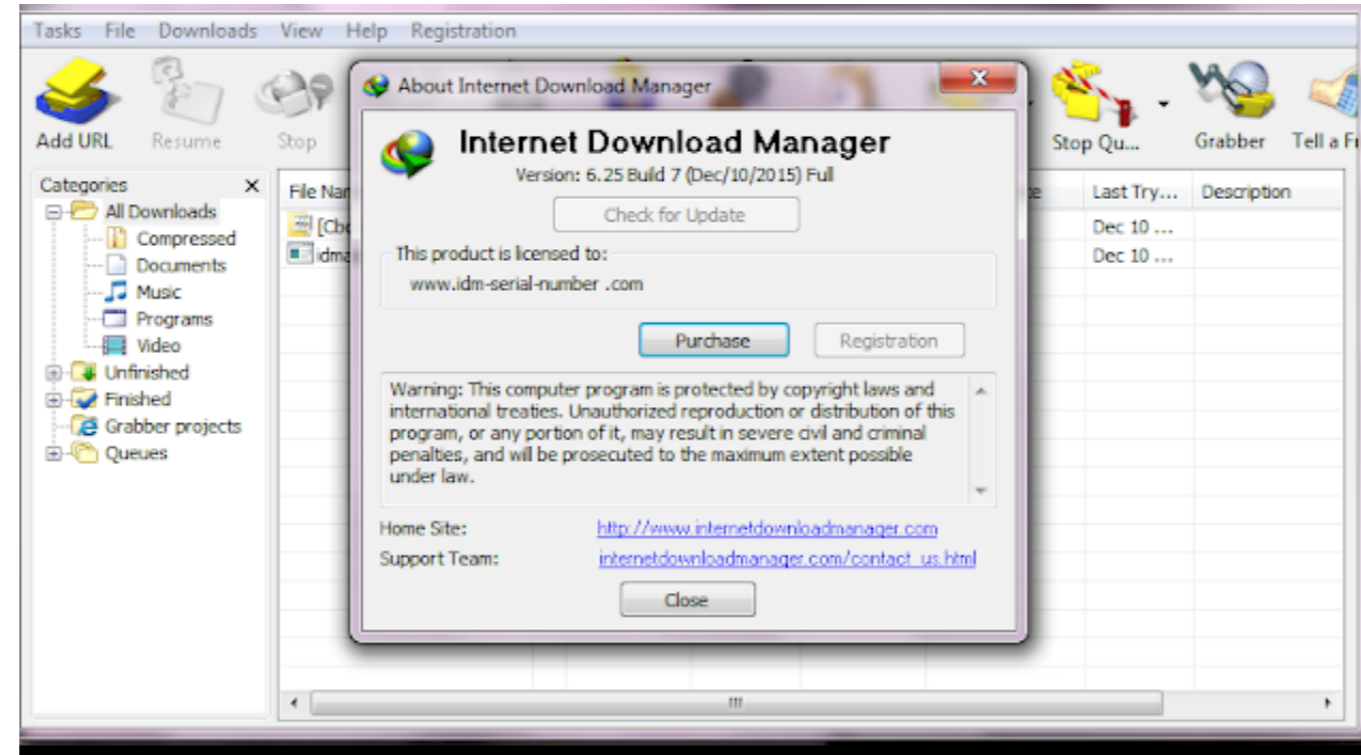 Tasks File Downloads View Help Registration
Add URL Resume Stop Stop Qu... Grabber Tell a
About Internet Download Manager
Internet Download Manager
Version: 6.25 Build 7 (Dec/10/2015) Full
Check for Update
This product is licensed to:
www.idm-serial-number .com
Purchase Registration
Warning: This computer program is protected by copyright laws and
international treaties. Unauthorized reproduction or distribution of this
program, or any portion of it, may result in severe civil and criminal
penalties, and will be prosecuted to the maximum extent possible
under law.
Home Site: http://www.internetdownloadmanager.com
Support Team: internetdownloadmanager.com/contact_us.html
Close
Categories
All Downloads
Compressed
Documents
Music
Programs
Video
Unfinished
Finished
Grabber projects
Queues
File Last Try... Description
Dec 10 ...
Dec 10 ...